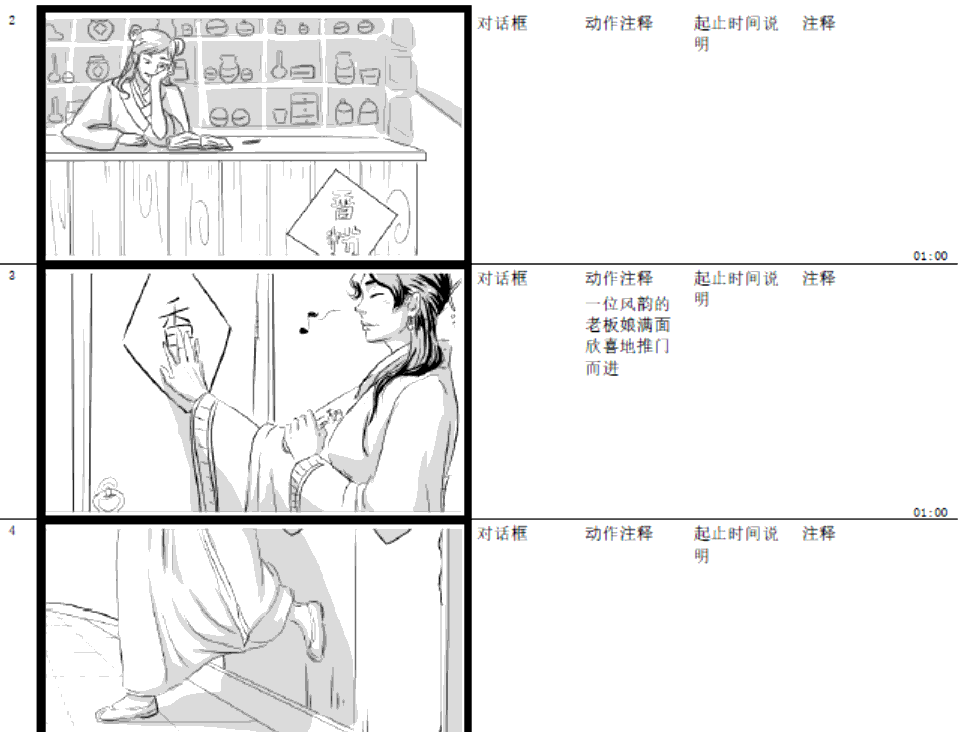 2
对话框 动作注释 起止时间说明 注释
香
01:00
3
对话框 动作注释 起止时间说明 注释
一位风韵的
老板娘满面
欣喜地推门
而进
香
01:00
4
对话框 动作注释 起止时间说明 注释